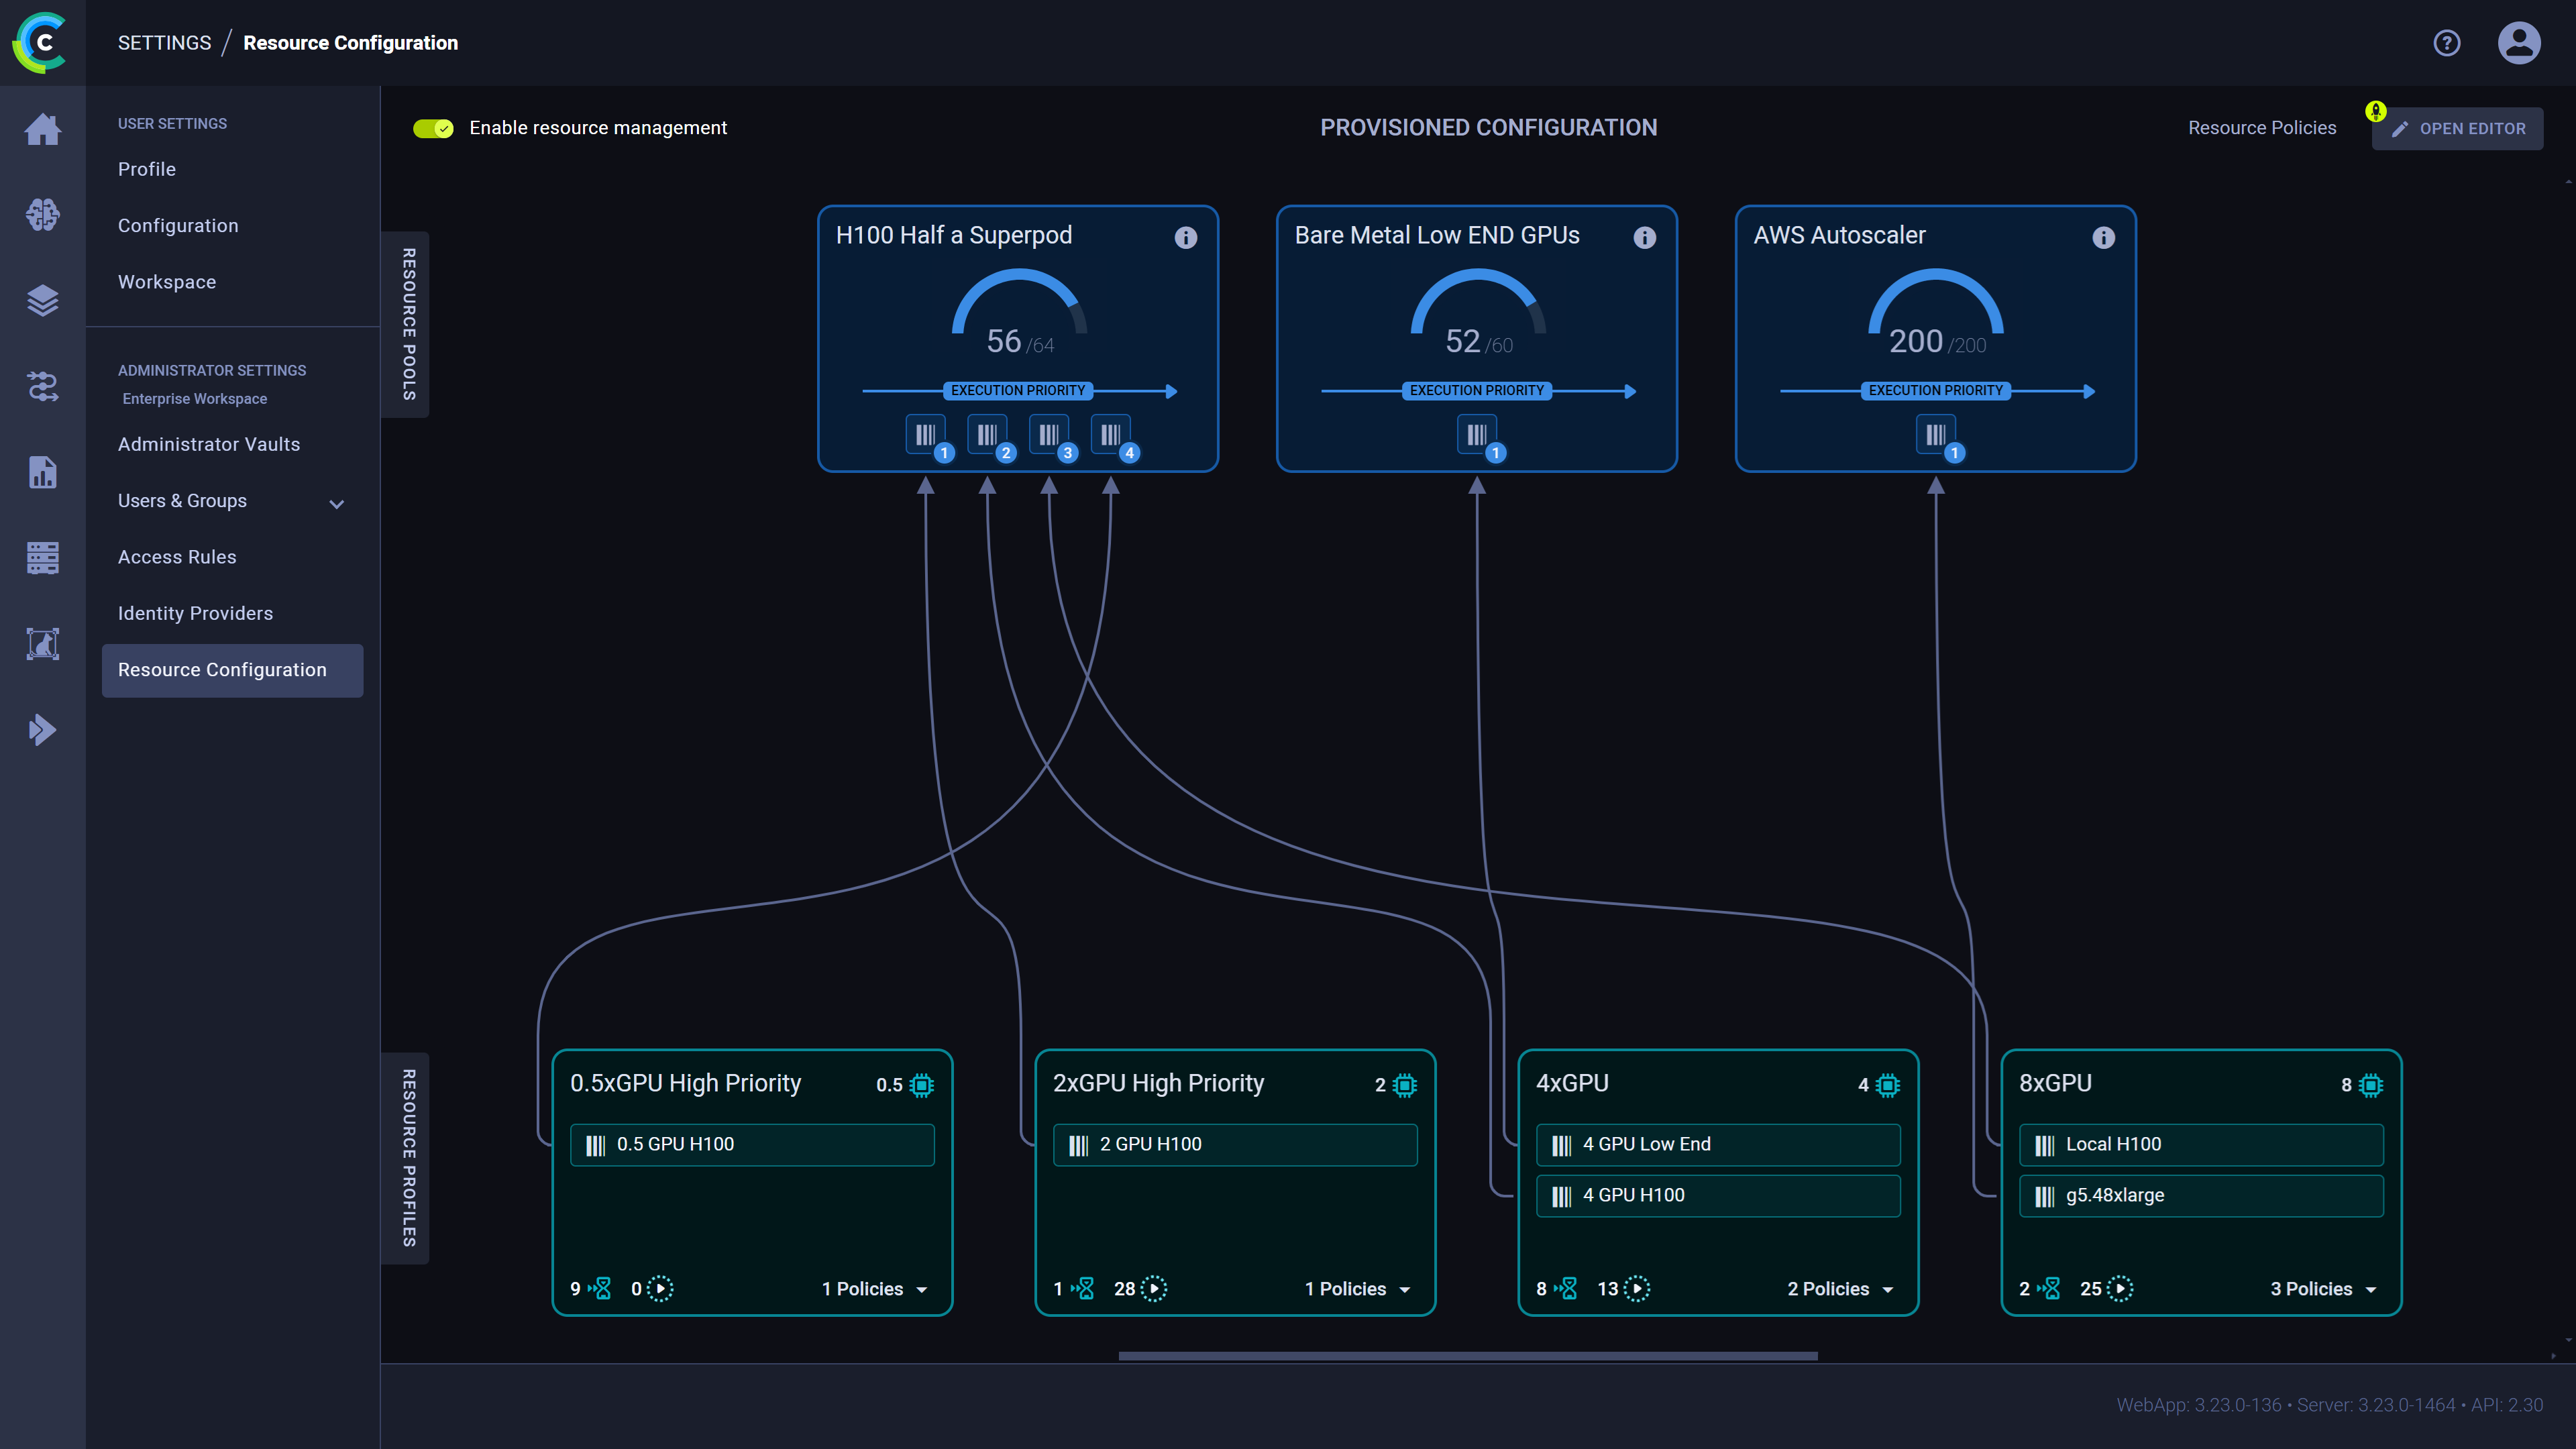 C
SETTINGS / Resource Configuration
?
USER SETTINGS
Profile
Configuration
Workspace
ADMINISTRATOR SETTINGS
Enterprise Workspace
Administrator Vaults
Users & Groups
Access Rules
Identity Providers
Resource Configuration
Enable resource management
PROVISIONED CONFIGURATION
Resource Policies
OPEN EDITOR
RESOURCE POOLS
H100 Half a Superpod
56 /64
EXECUTION PRIORITY
1 2 3 4
Bare Metal Low END GPUs
52 /60
EXECUTION PRIORITY
1
AWS Autoscaler
200 /200
EXECUTION PRIORITY
1
RESOURCE PROFILES
0.5xGPU High Priority 0.5
0.5 GPU H100
9 0 1 Policies
2xGPU High Priority 2
2 GPU H100
1 28 1 Policies
4xGPU 4
4 GPU Low End
4 GPU H100
8 13 2 Policies
8xGPU 8
Local H100
g5.48xlarge
2 25 3 Policies
WebApp: 3.23.0-136 • Server: 3.23.0-1464 • API: 2.30